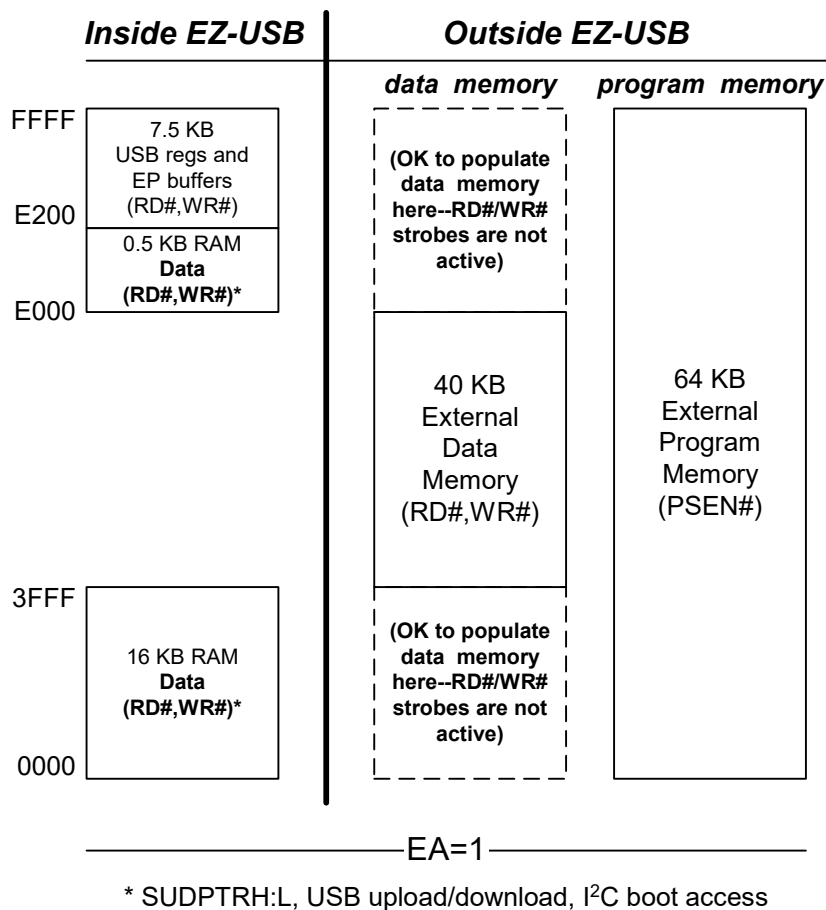 Inside EZ-USB
Outside EZ-USB
data memory
program memory
FFFF
7.5 KB
USB regs and
EP buffers
(RD#,WR#)
E200
0.5 KB RAM
Data
(RD#,WR#)*
E000
(OK to populate
data memory
here--RD#/WR#
strobes are not
active)
40 KB
External
Data
Memory
(RD#,WR#)
64 KB
External
Program
Memory
(PSEN#)
3FFF
16 KB RAM
Data
(RD#,WR#)*
0000
(OK to populate
data memory
here--RD#/WR#
strobes are not
active)
EA=1
* SUDPTRH:L, USB upload/download, I²C boot access